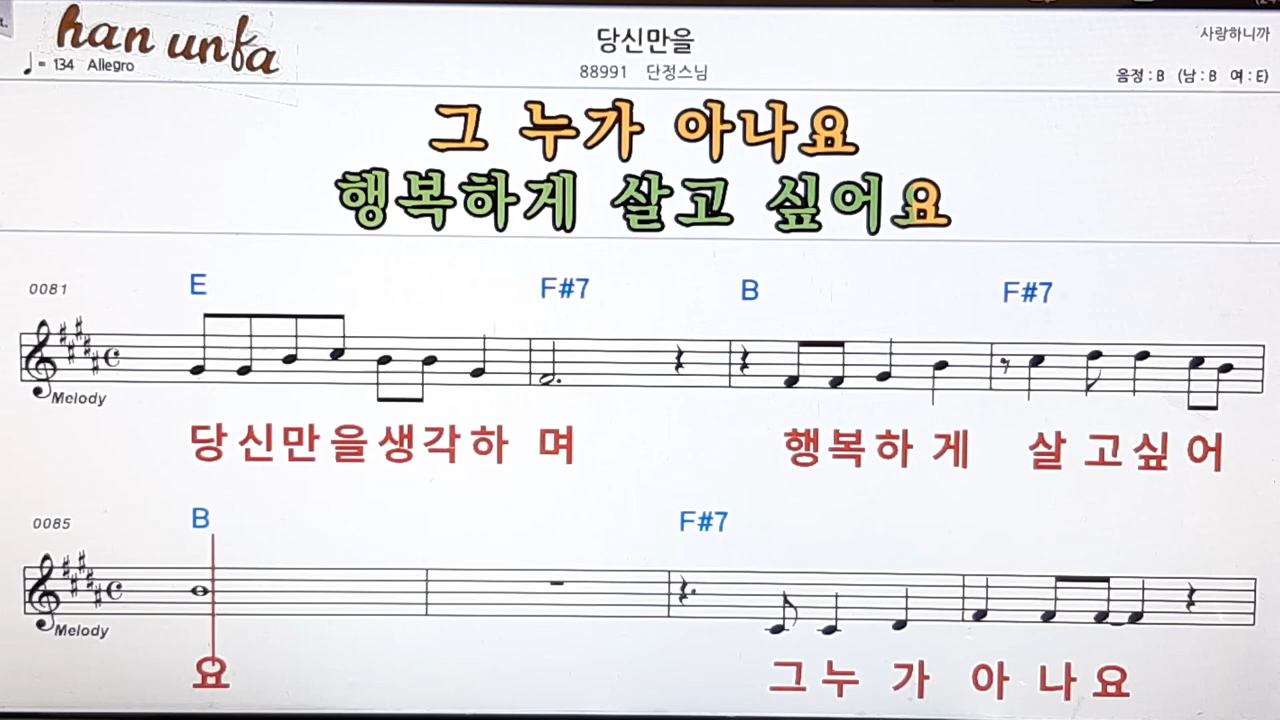 han unfa
♩= 134 Allegro
당신만을
88991 단정스님
사랑하니까
음정 : B (남 : B 여 : E)
그 누가 아나요
행복하게 살고 싶어요
0081
E F#7 B F#7
Melody
당신만을생각하 며 행복하 게 살 고싶 어
0085
B F#7
Melody
요 그누 가 아 나 요